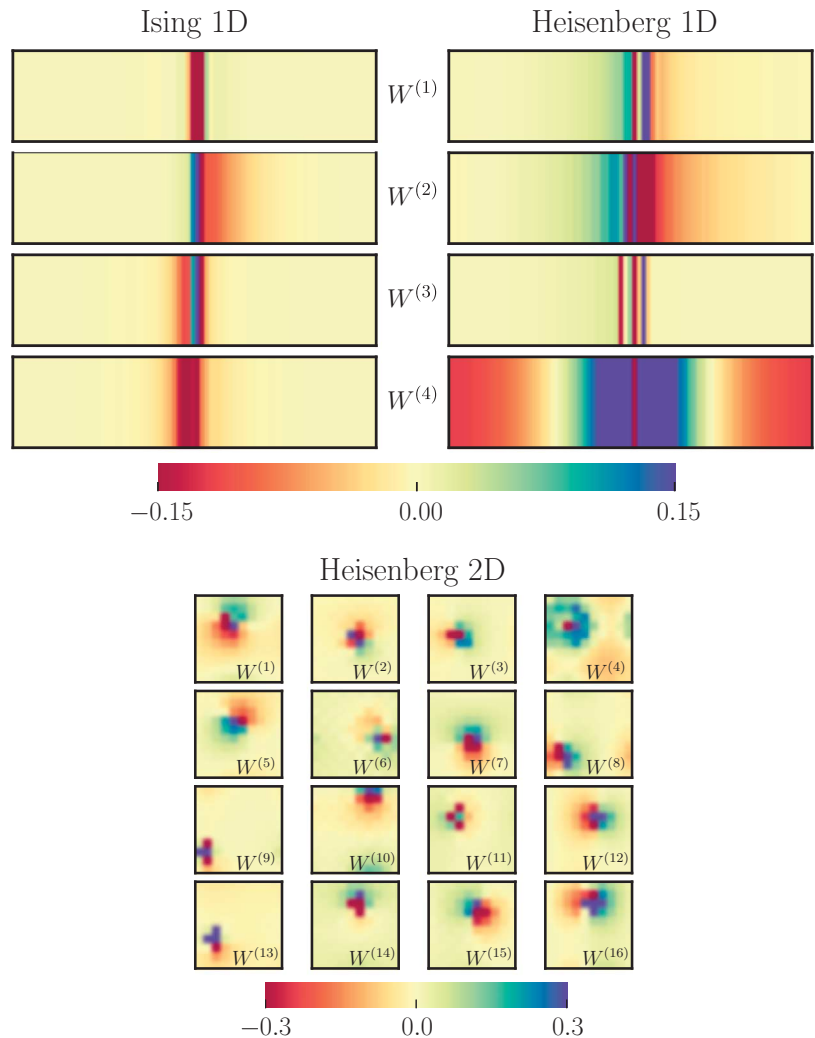 Ising 1D
Heisenberg 1D
W^(1)
W^(2)
W^(3)
W^(4)
−0.15 0.00 0.15
Heisenberg 2D
W^(1) W^(2) W^(3) W^(4)
W^(5) W^(6) W^(7) W^(8)
W^(9) W^(10) W^(11) W^(12)
W^(13) W^(14) W^(15) W^(16)
−0.3 0.0 0.3